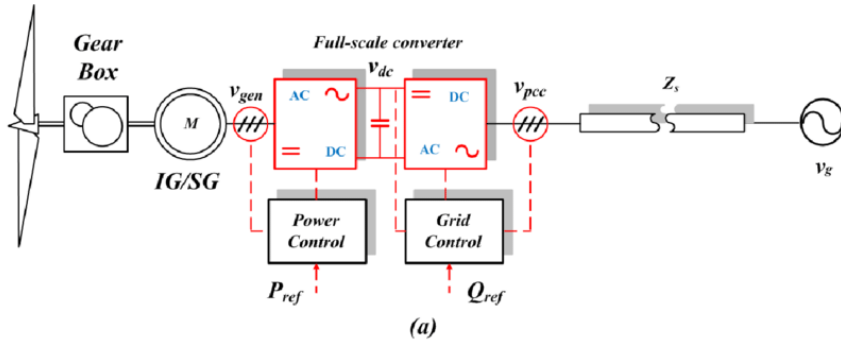 Full-scale converter
Gear
Box
v_gen
v_dc
v_pcc
Z_s
AC
DC
DC
AC
M
IG/SG
v_g
Power
Control
Grid
Control
P_ref
Q_ref
(a)